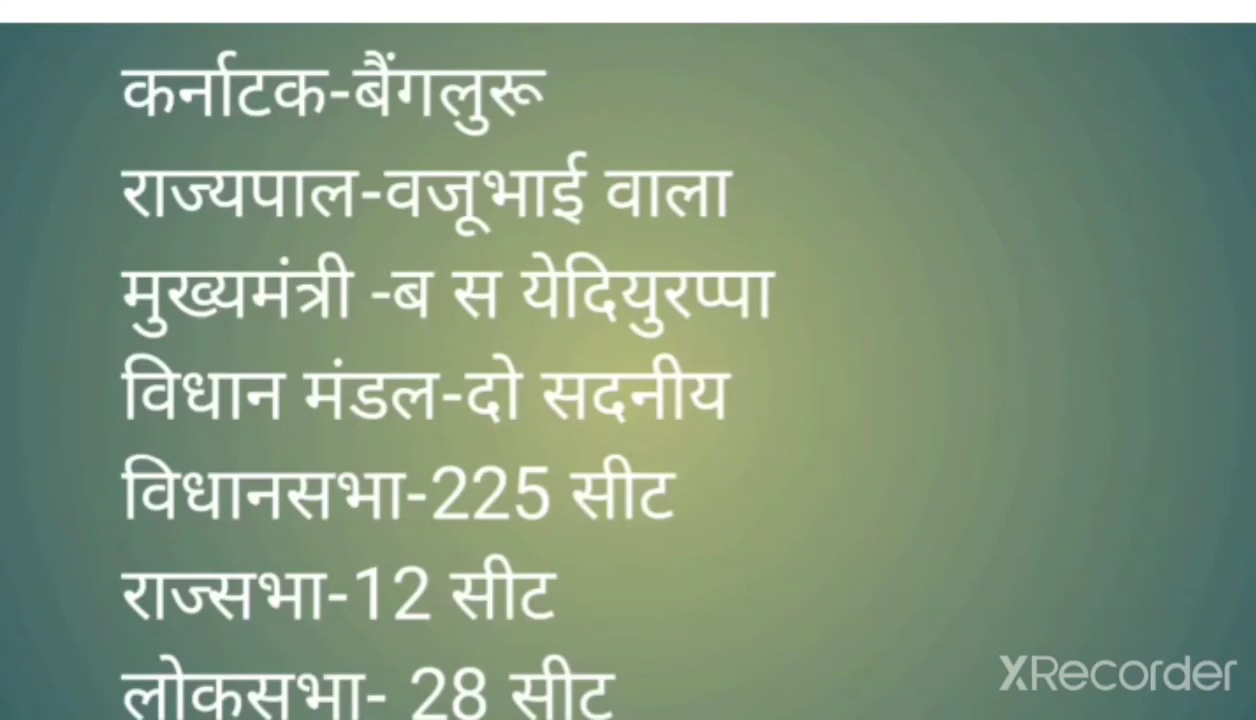 कर्नाटक-बैंगलुरू
राज्यपाल-वजूभाई वाला
मुख्यमंत्री -ब स येदियुरप्पा
विधान मंडल-दो सदनीय
विधानसभा-225 सीट
राज्सभा-12 सीट
लोकसभा- 28 सीट
XRecorder